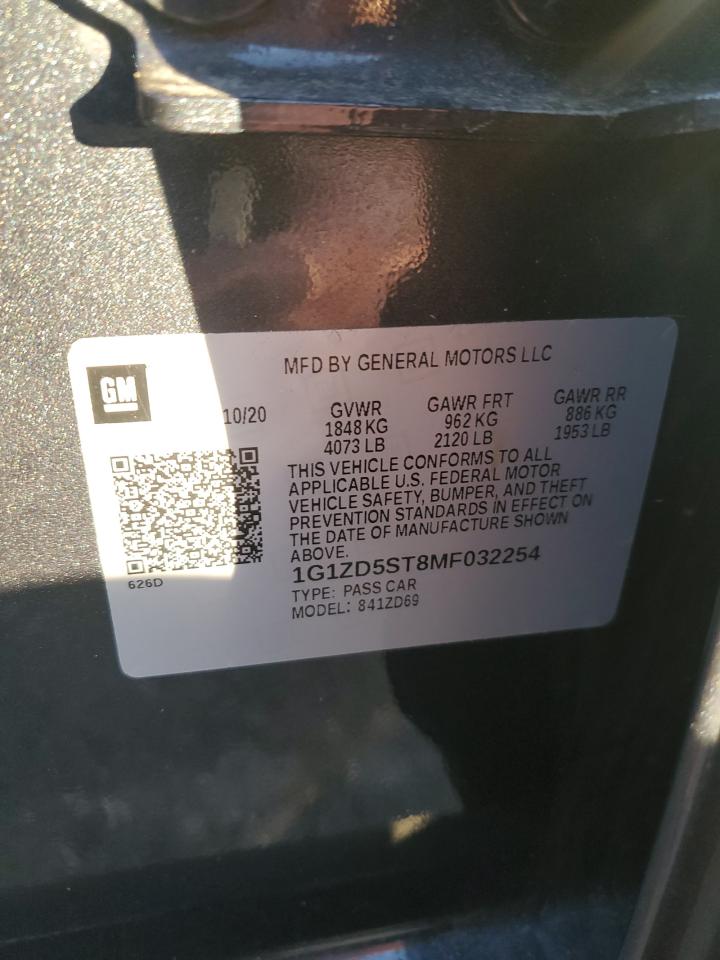 MFD BY GENERAL MOTORS LLC
GM
10/20
GVWR
1848 KG
4073 LB
GAWR FRT
962 KG
2120 LB
GAWR RR
886 KG
1953 LB
THIS VEHICLE CONFORMS TO ALL
APPLICABLE U.S. FEDERAL MOTOR
VEHICLE SAFETY, BUMPER, AND THEFT
PREVENTION STANDARDS IN EFFECT ON
THE DATE OF MANUFACTURE SHOWN
ABOVE.
626D
1G1ZD5ST8MF032254
TYPE: PASS CAR
MODEL: 841ZD69